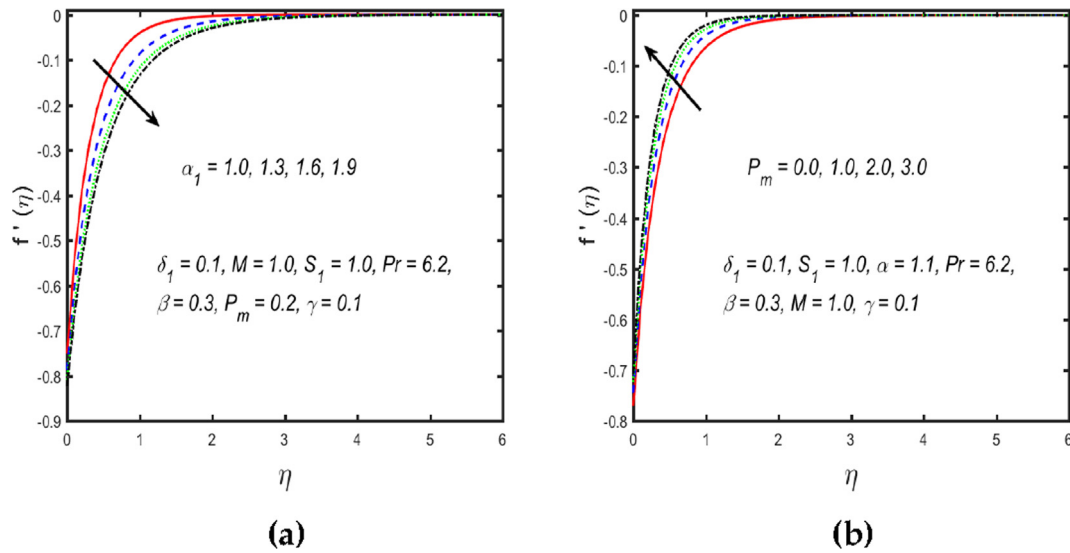 0
-0.1
-0.2
-0.3
-0.4
-0.5
-0.6
-0.7
-0.8
-0.9
f ' (η)
α₁ = 1.0, 1.3, 1.6, 1.9
δ₁ = 0.1, M = 1.0, S₁ = 1.0, Pr = 6.2,
β = 0.3, Pₘ = 0.2, γ = 0.1
0 1 2 3 4 5 6
η
(a)
0
-0.1
-0.2
-0.3
-0.4
-0.5
-0.6
-0.7
-0.8
f ' (η)
Pₘ = 0.0, 1.0, 2.0, 3.0
δ₁ = 0.1, S₁ = 1.0, α = 1.1, Pr = 6.2,
β = 0.3, M = 1.0, γ = 0.1
0 1 2 3 4 5 6
η
(b)